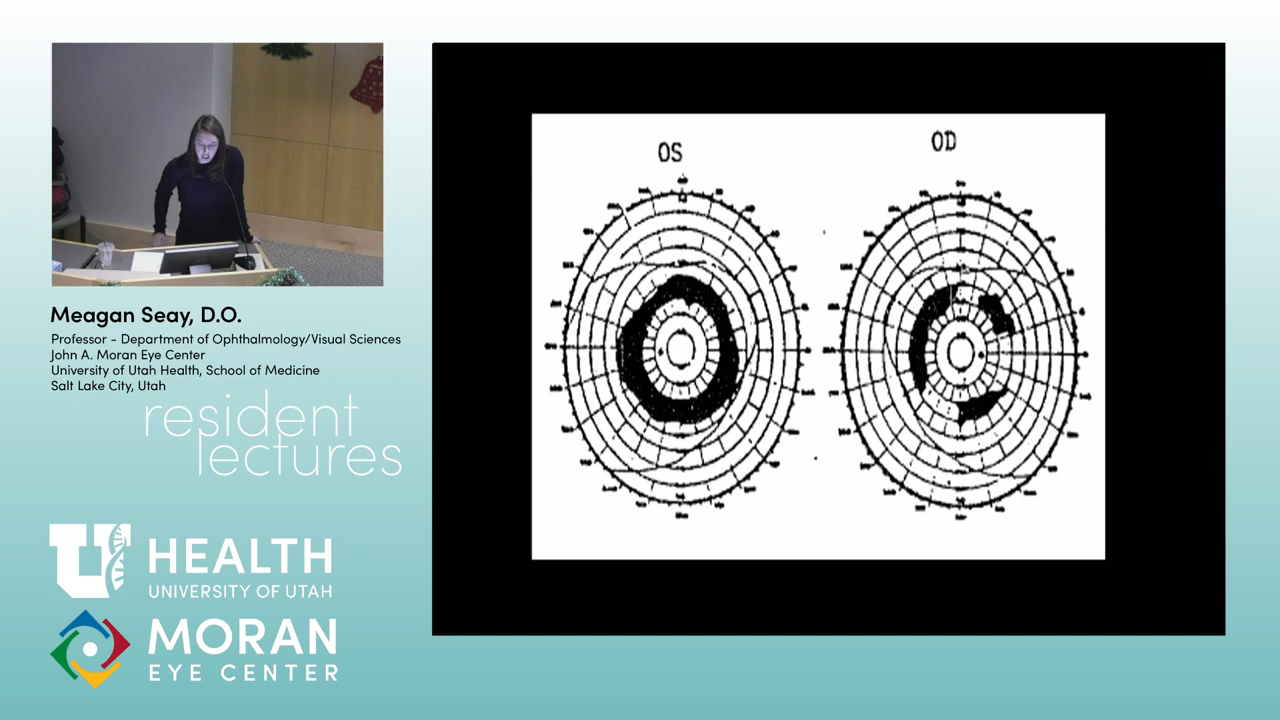 OS
OD
Meagan Seay, D.O.
Professor - Department of Ophthalmology/Visual Sciences
John A. Moran Eye Center
University of Utah Health, School of Medicine
Salt Lake City, Utah
resident
lectures
U
HEALTH
UNIVERSITY OF UTAH
MORAN
EYE CENTER